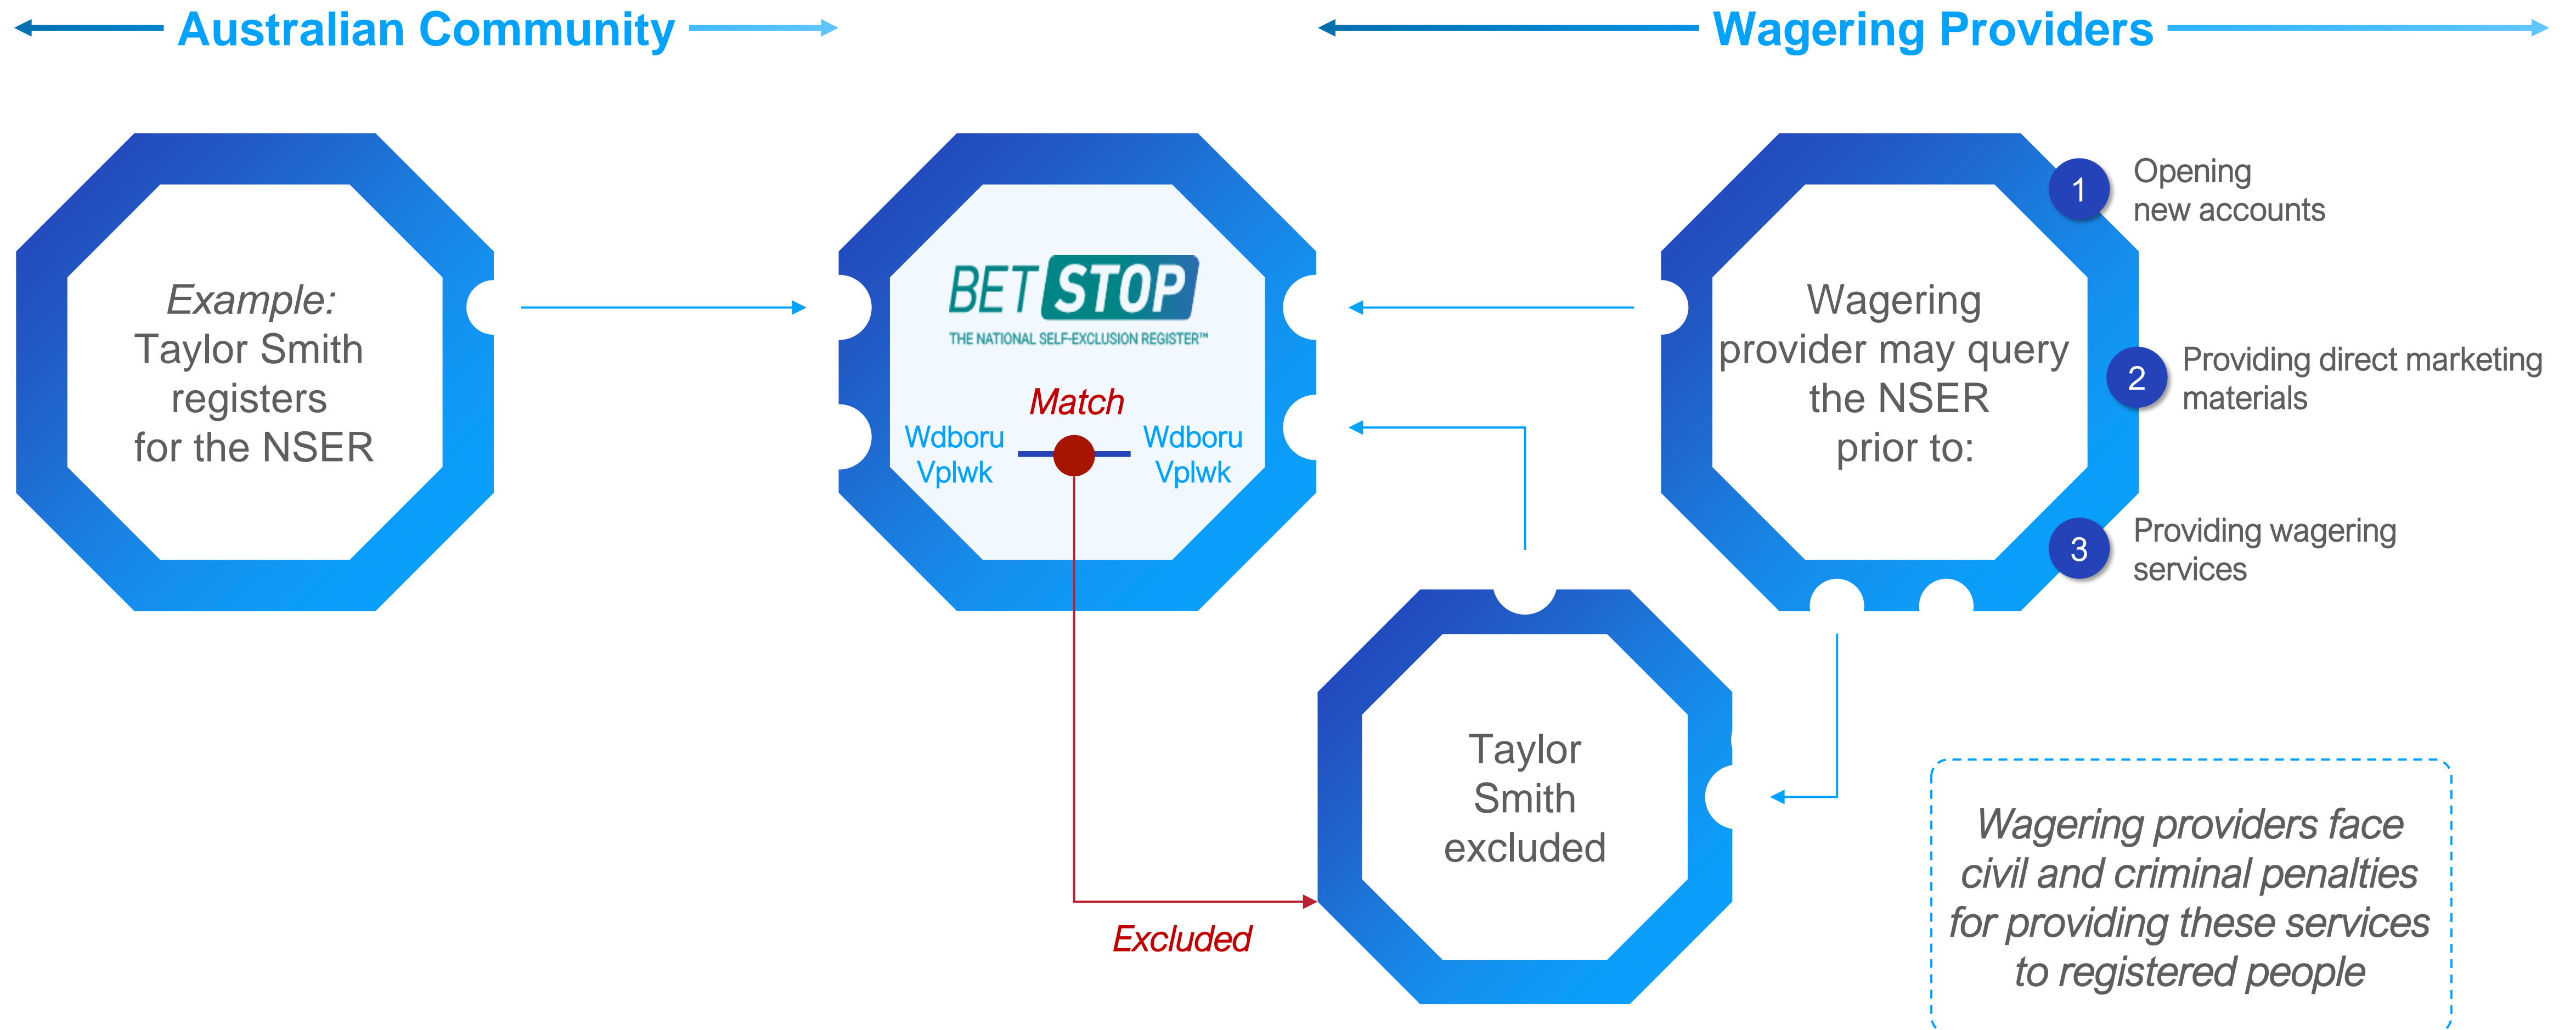 Australian Community
Wagering Providers
Example:
Taylor Smith
registers
for the NSER
BET STOP
THE NATIONAL SELF-EXCLUSION REGISTER™
Match
Wdboru
Vplwk
Wdboru
Vplwk
Wagering
provider may query
the NSER
prior to:
1
Opening
new accounts
2
Providing direct marketing
materials
3
Providing wagering
services
Taylor
Smith
excluded
Excluded
Wagering providers face
civil and criminal penalties
for providing these services
to registered people